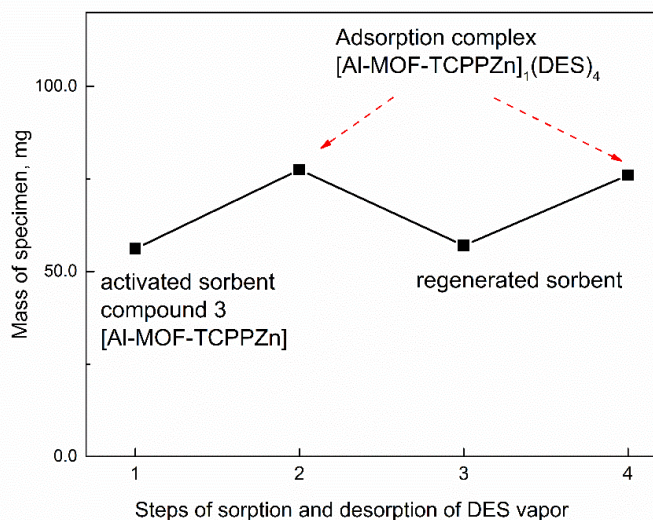 Adsorption complex
[Al-MOF-TCPPZn]₁(DES)₄
100.0
50.0
0.0
Mass of specimen, mg
activated sorbent
compound 3
[Al-MOF-TCPPZn]
regenerated sorbent
1 2 3 4
Steps of sorption and desorption of DES vapor